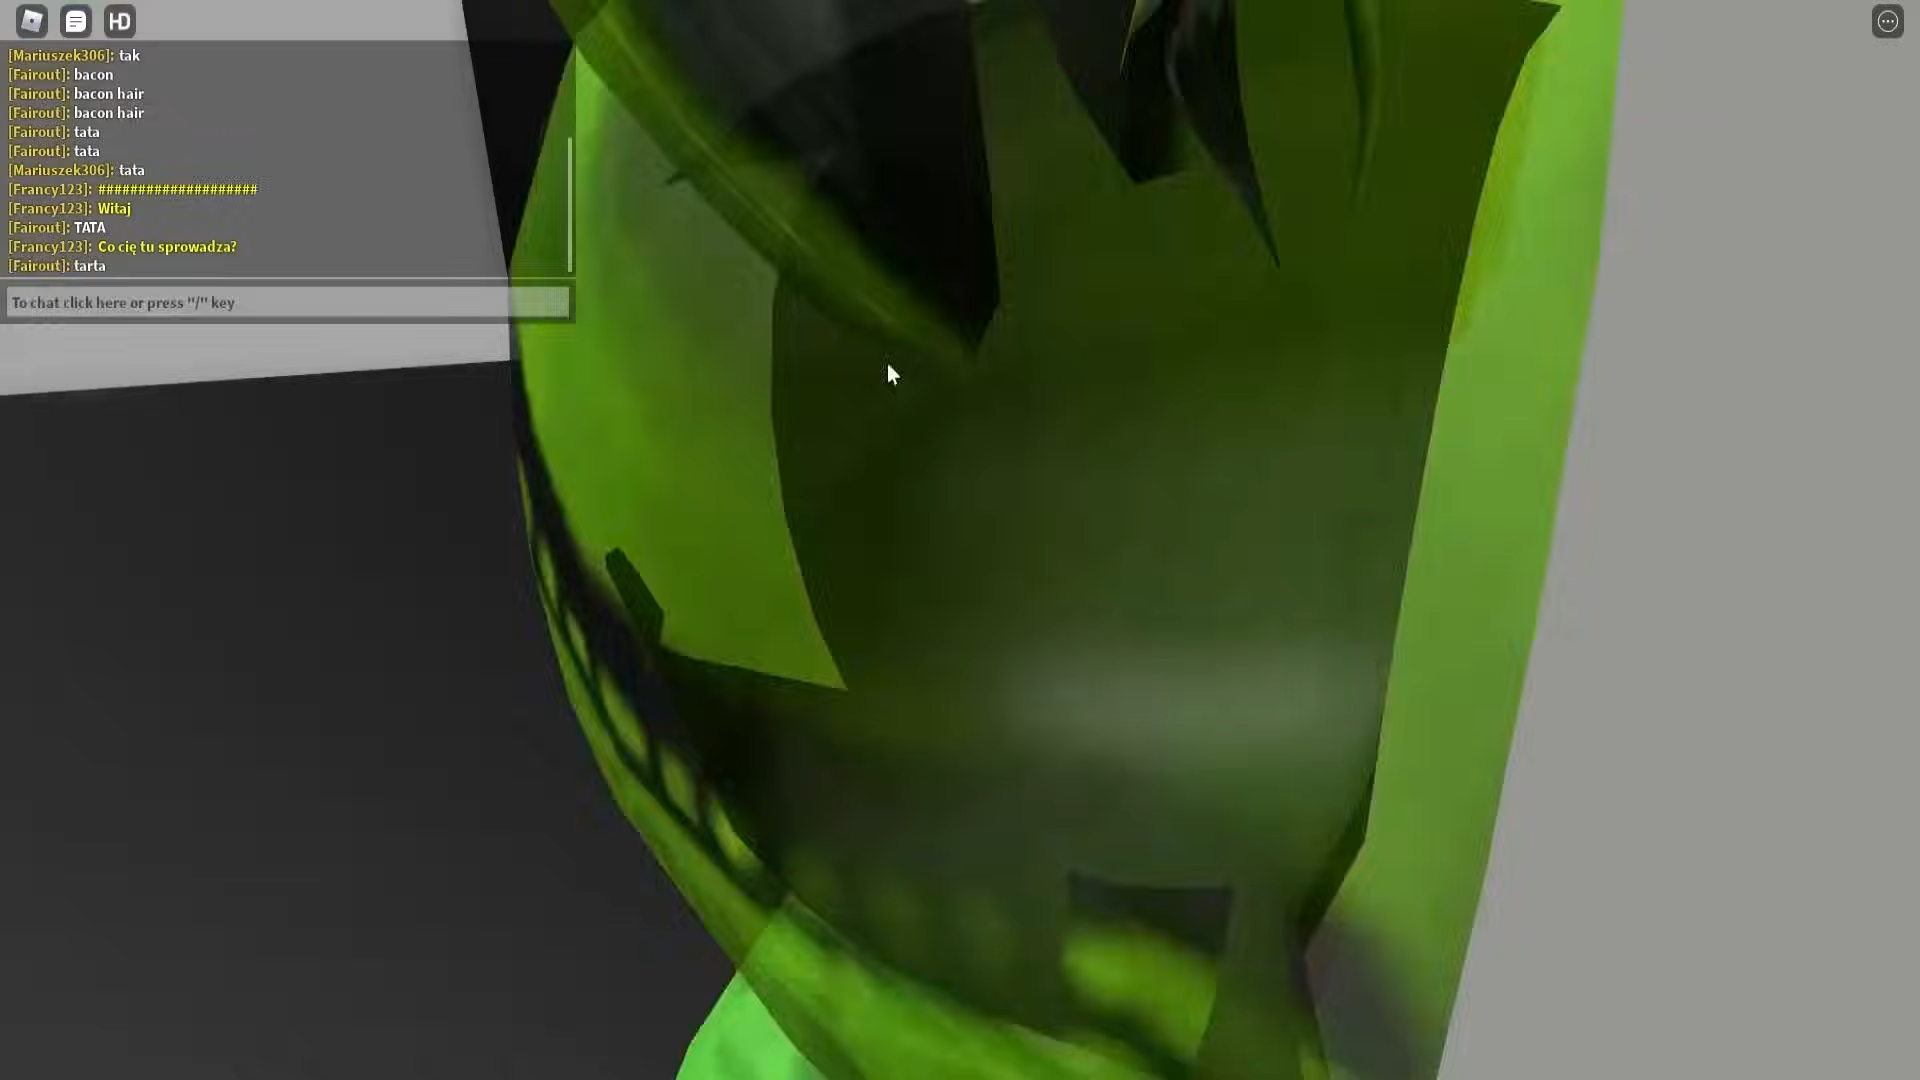 HD
[Mariuszek306]: tak
[Fairout]: bacon
[Fairout]: bacon hair
[Fairout]: bacon hair
[Fairout]: tata
[Fairout]: tata
[Mariuszek306]: tata
[Francy123]: ####################
[Francy123]: Witaj
[Fairout]: TATA
[Francy123]: Co cię tu sprowadza?
[Fairout]: tarta
To chat click here or press "/" key